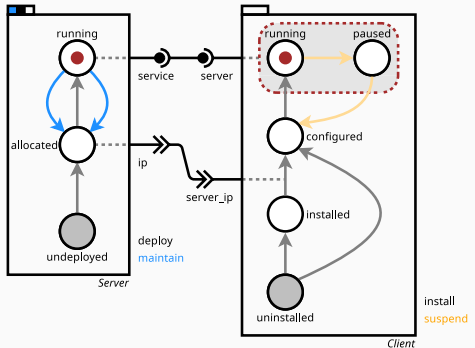 running
allocated
undeployed
Server
deploy
maintain
service
server
ip
server_ip
running
paused
configured
installed
uninstalled
Client
install
suspend